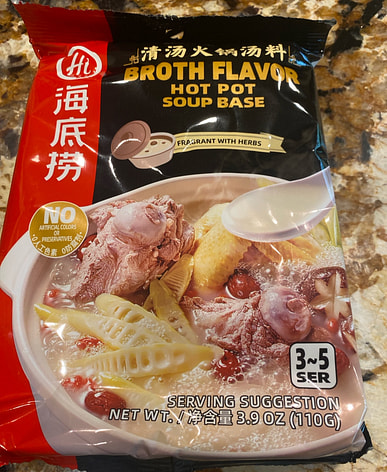 Hi
海底捞
清汤火锅汤料
BROTH FLAVOR
HOT POT
SOUP BASE
FRAGRANT WITH HERBS
NO
ARTIFICIAL COLORS
OR
PRESERVATIVES
3~5
SER
SERVING SUGGESTION
NET WT. / 净含量 3.9 OZ (110G)